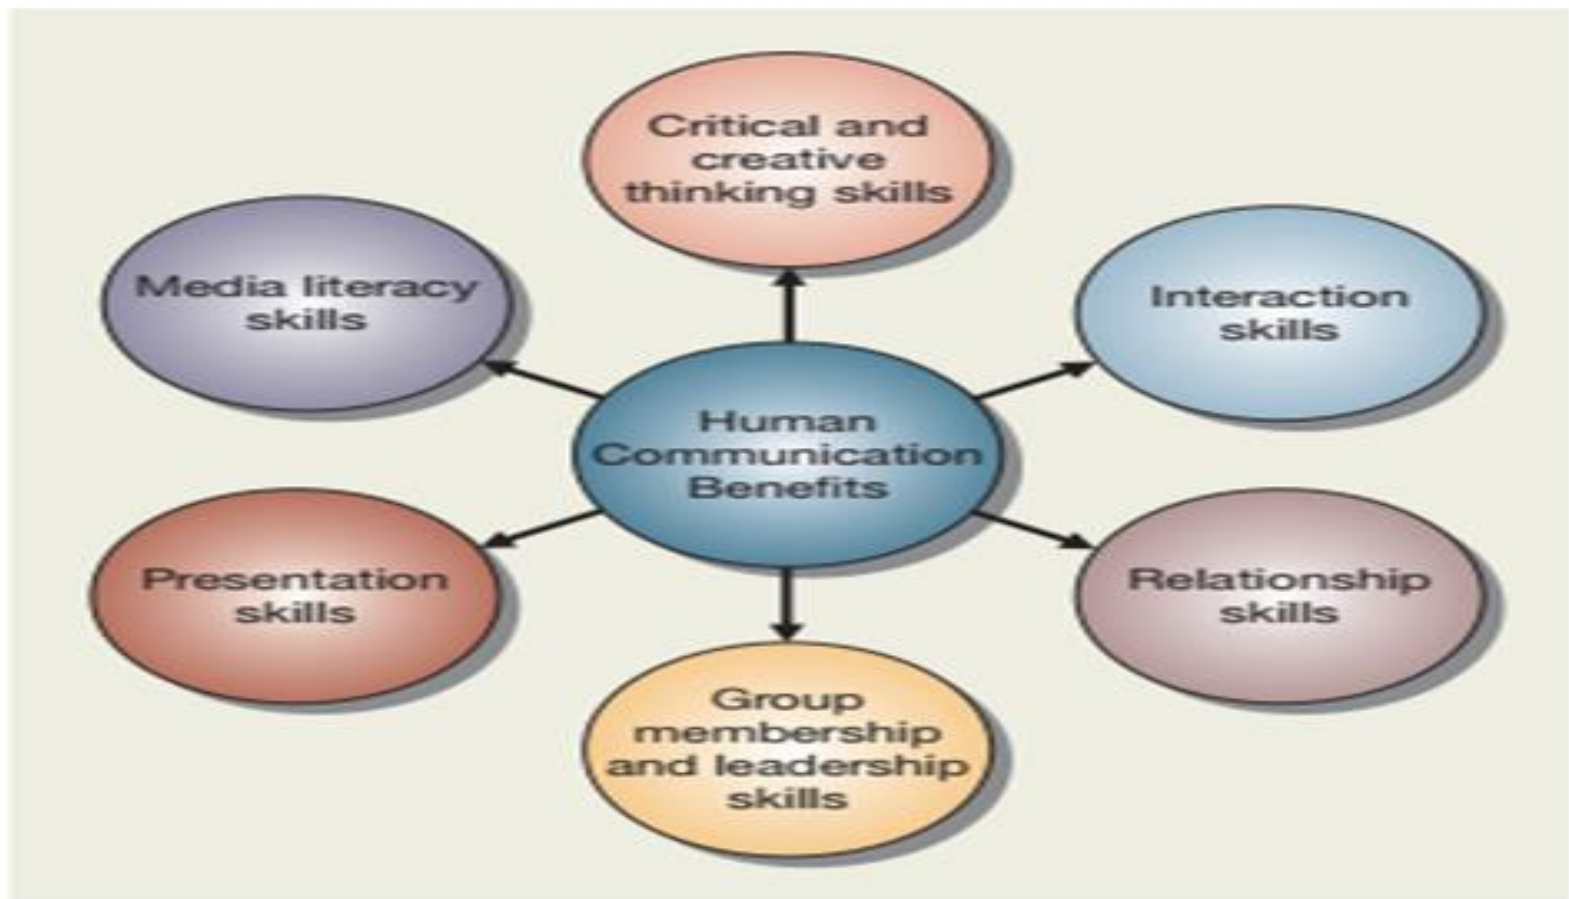 Critical and
creative
thinking skills
Media literacy
skills
Interaction
skills
Human
Communication
Benefits
Presentation
skills
Relationship
skills
Group
membership
and leadership
skills